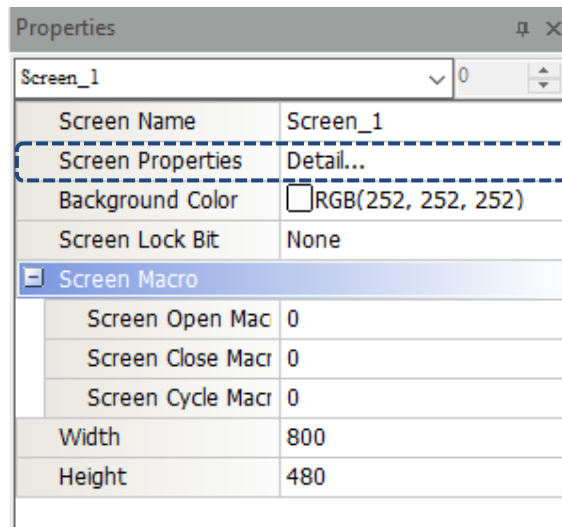 Properties
Screen_1 0
Screen Name Screen_1
Screen Properties Detail...
Background Color RGB(252, 252, 252)
Screen Lock Bit None
Screen Macro
Screen Open Mac 0
Screen Close Macr 0
Screen Cycle Macr 0
Width 800
Height 480